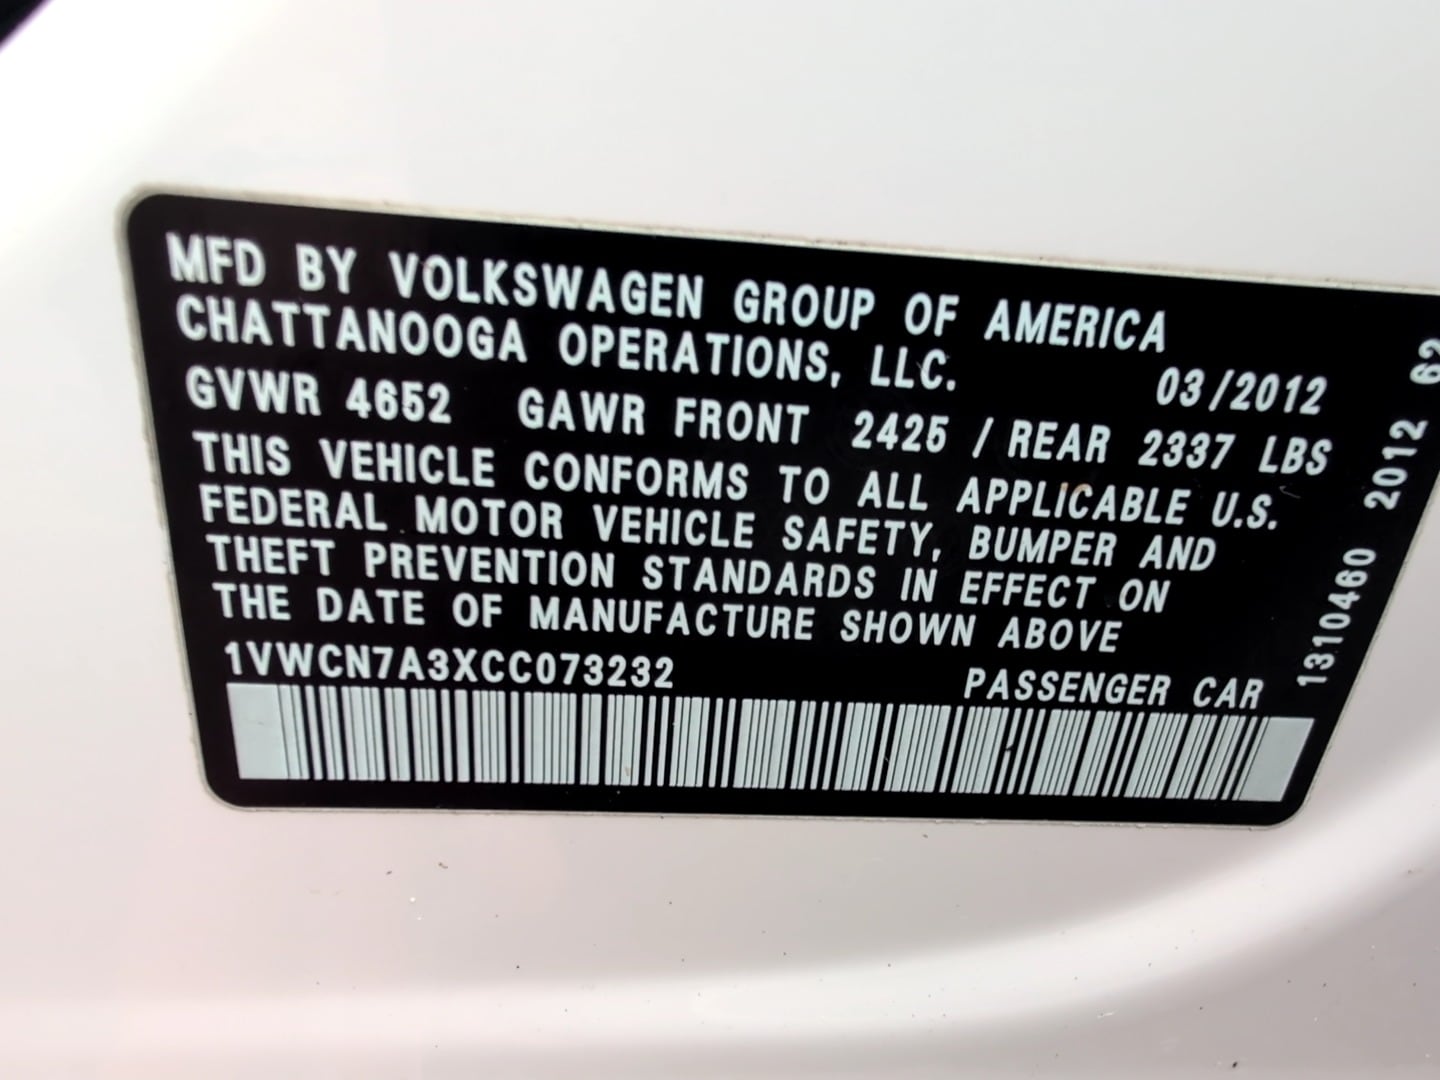 MFD BY VOLKSWAGEN GROUP OF AMERICA
CHATTANOOGA OPERATIONS, LLC.
03/2012
GVWR 4652 GAWR FRONT 2425 / REAR 2337 LBS
THIS VEHICLE CONFORMS TO ALL APPLICABLE U.S.
FEDERAL MOTOR VEHICLE SAFETY, BUMPER AND
THEFT PREVENTION STANDARDS IN EFFECT ON
THE DATE OF MANUFACTURE SHOWN ABOVE
1VWCN7A3XCC073232 PASSENGER CAR
1310460 2012 62